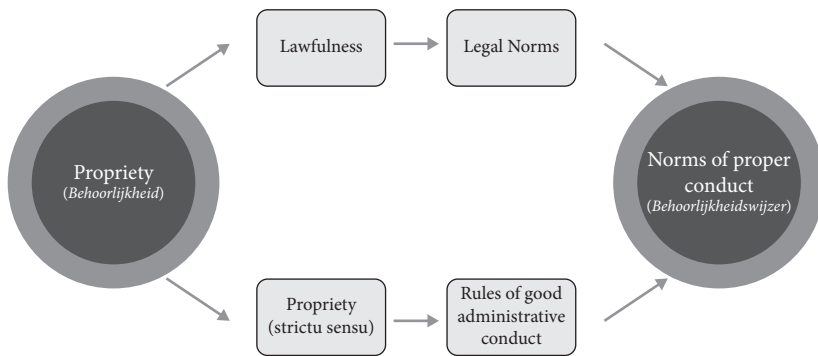 Propriety
(Behoorlijkheid)
Lawfulness
Legal Norms
Propriety
(strictu sensu)
Rules of good
administrative
conduct
Norms of proper
conduct
(Behoorlijkheidswijzer)